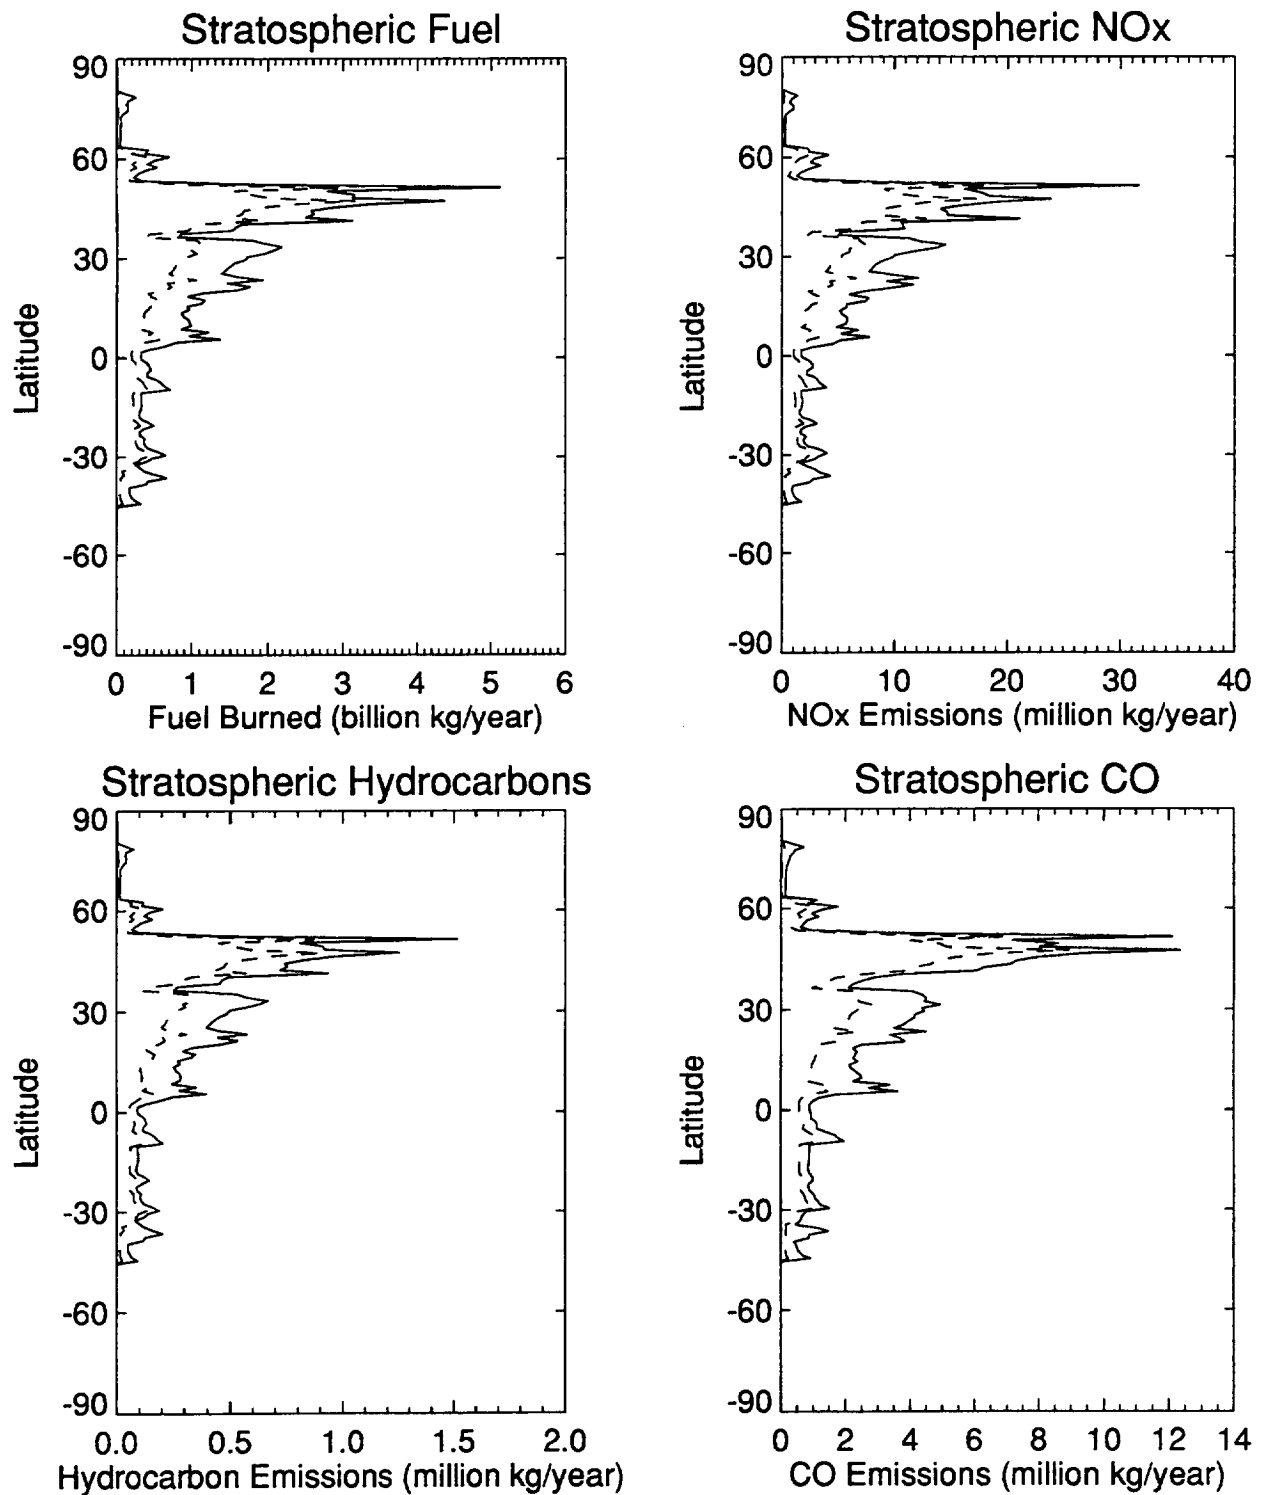 Stratospheric Fuel
90
60
30
0
-30
-60
-90
Latitude
0 1 2 3 4 5 6
Fuel Burned (billion kg/year)
Stratospheric NOx
90
60
30
0
-30
-60
-90
Latitude
0 10 20 30 40
NOx Emissions (million kg/year)
Stratospheric Hydrocarbons
90
60
30
0
-30
-60
-90
Latitude
0.0 0.5 1.0 1.5 2.0
Hydrocarbon Emissions (million kg/year)
Stratospheric CO
90
60
30
0
-30
-60
-90
Latitude
0 2 4 6 8 10 12 14
CO Emissions (million kg/year)